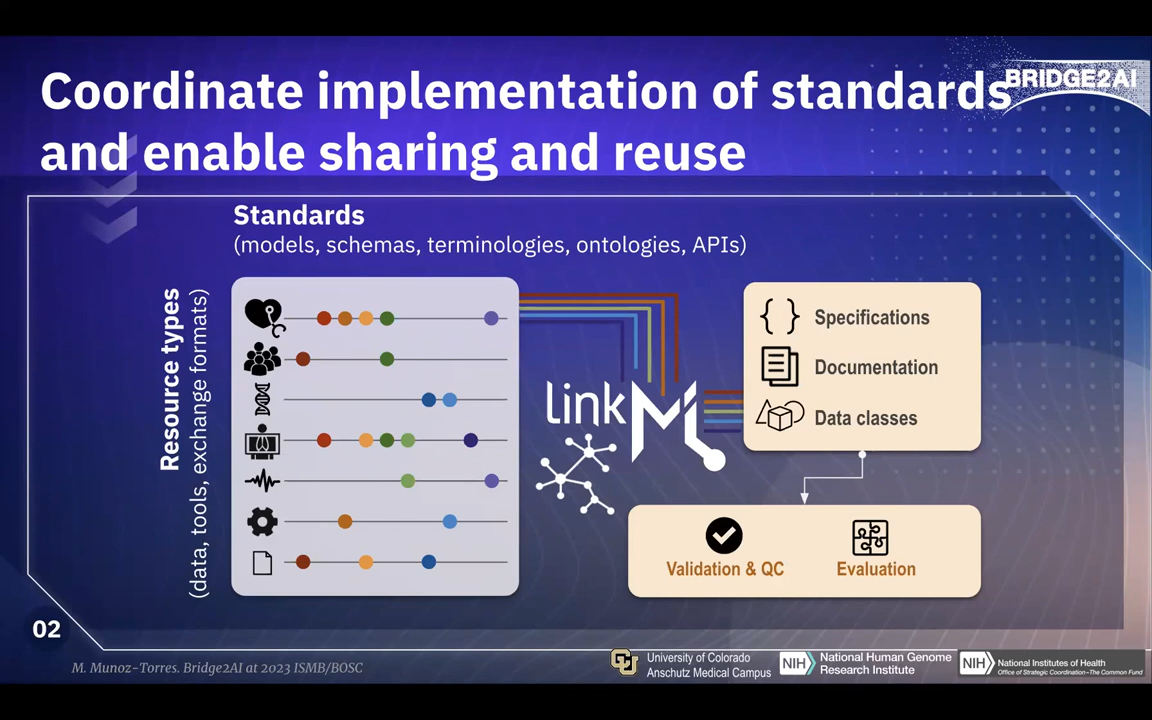 Coordinate implementation of standards
and enable sharing and reuse
BRIDGE2AI
Standards
(models, schemas, terminologies, ontologies, APIs)
Resource types
(data, tools, exchange formats)
linkML
Specifications
Documentation
Data classes
Validation & QC
Evaluation
02
M. Munoz-Torres. Bridge2AI at 2023 ISMB/BOSC
CU
University of Colorado
Anschutz Medical Campus
NIH
National Human Genome
Research Institute
NIH
National Institutes of Health
Office of Strategic Coordination–The Common Fund